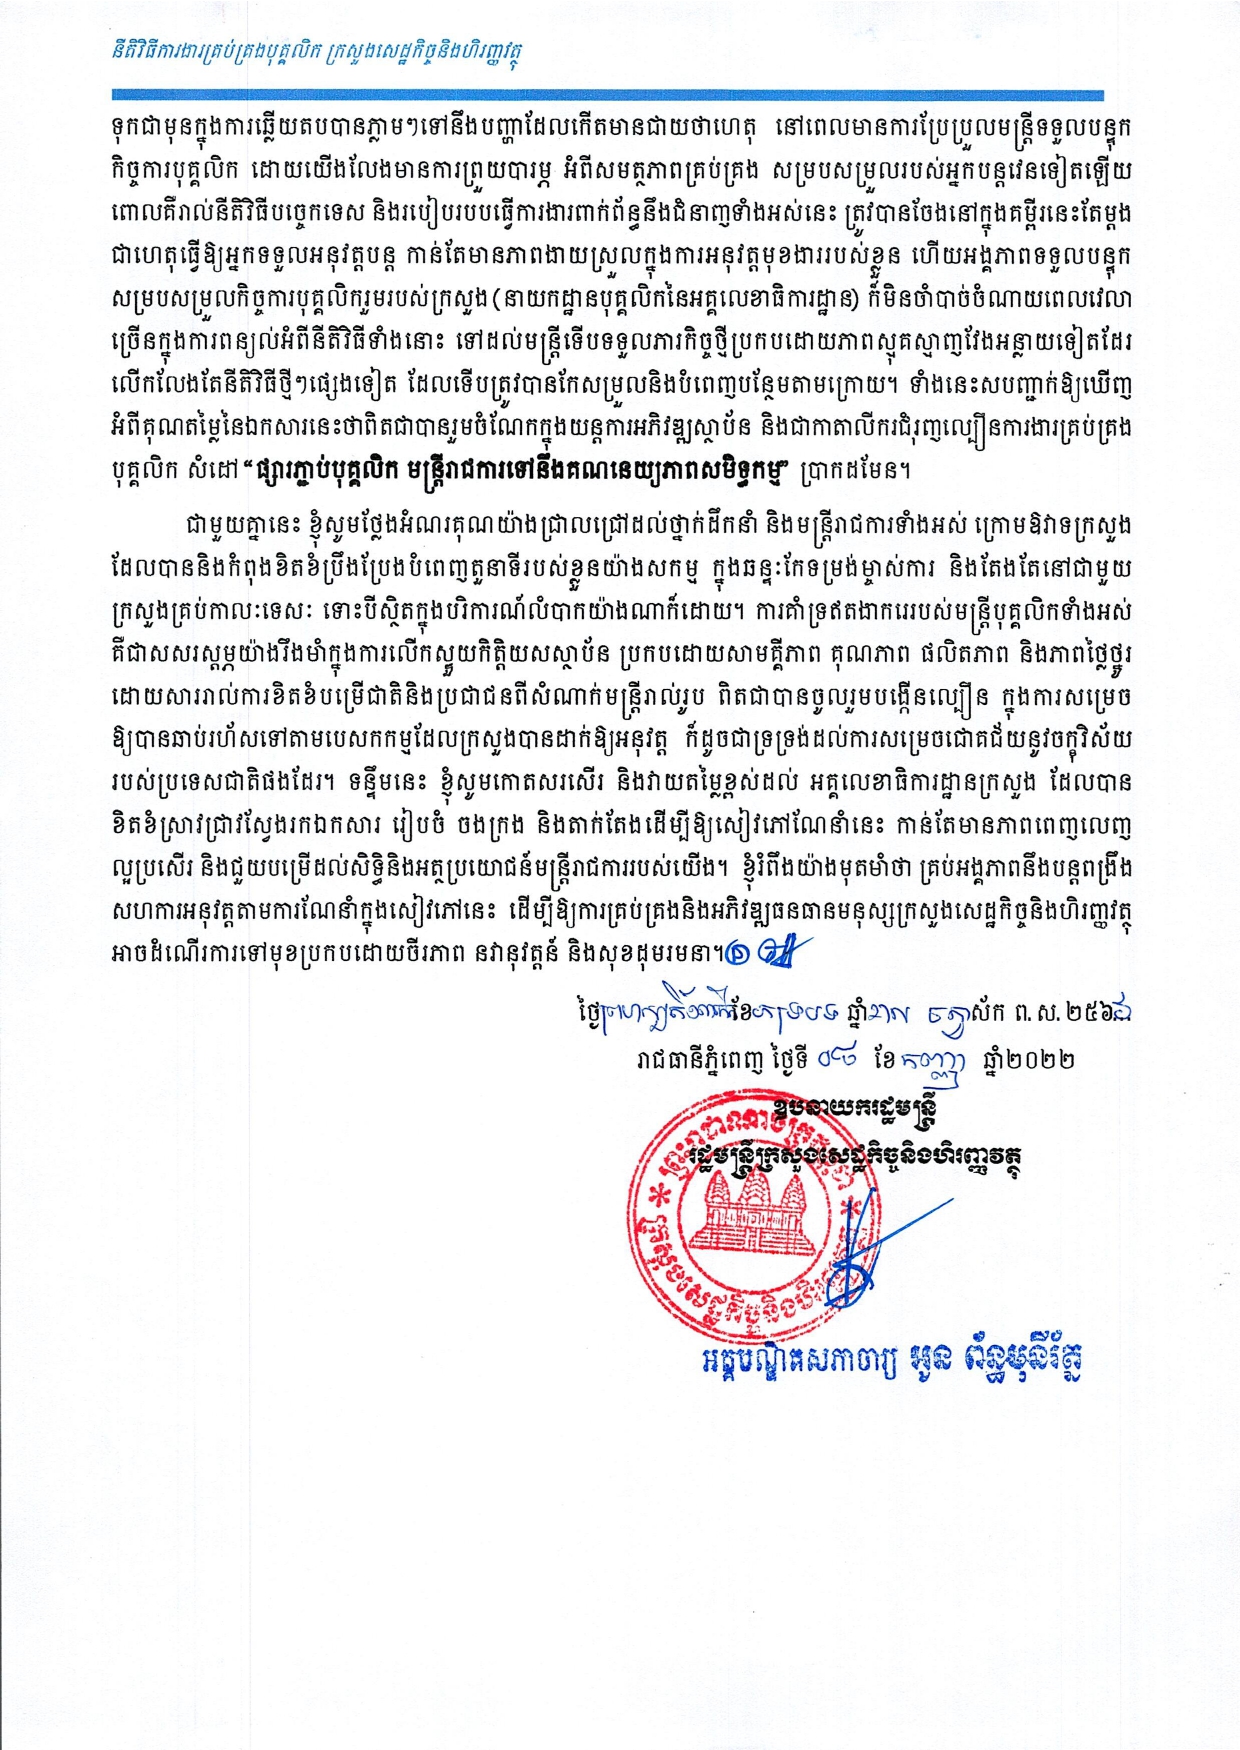 នីតិវិធីការងារគ្រប់គ្រងបុគ្គលិក ក្រសួងសេដ្ឋកិច្ចនិងហិរញ្ញវត្ថុ
ទុកជាមុនក្នុងការឆ្លើយតបបានភ្លាមៗទៅនឹងបញ្ហាដែលកើតមានជាយថាហេតុ នៅពេលមានការប្រែប្រួលមន្ត្រីទទួលបន្ទុក
កិច្ចការបុគ្គលិក ដោយយើងលែងមានការព្រួយបារម្ភ អំពីសមត្ថភាពគ្រប់គ្រង សម្របសម្រួលរបស់អ្នកបន្តវេនទៀតឡើយ
ពោលគឺរាល់នីតិវិធីបច្ចេកទេស និងរបៀបរបបធ្វើការងារពាក់ព័ន្ធនឹងជំនាញទាំងអស់នេះ ត្រូវបានចែងនៅក្នុងគម្ពីរនេះតែម្តង
ជាហេតុធ្វើឱ្យអ្នកទទួលអនុវត្តបន្ត កាន់តែមានភាពងាយស្រួលក្នុងការអនុវត្តមុខងាររបស់ខ្លួន ហើយអង្គភាពទទួលបន្ទុក
សម្របសម្រួលកិច្ចការបុគ្គលិករួមរបស់ក្រសួង(នាយកដ្ឋានបុគ្គលិកនៃអគ្គលេខាធិការដ្ឋាន) ក៏មិនចាំបាច់ចំណាយពេលវេលា
ច្រើនក្នុងការពន្យល់អំពីនីតិវិធីទាំងនោះ ទៅដល់មន្ត្រីទើបទទួលភារកិច្ចថ្មីប្រកបដោយភាពស្មុគស្មាញវែងអន្លាយទៀតដែរ
លើកលែងតែនីតិវិធីថ្មីៗផ្សេងទៀត ដែលទើបត្រូវបានកែសម្រួលនិងបំពេញបន្ថែមតាមក្រោយ។ ទាំងនេះសបញ្ជាក់ឱ្យឃើញ
អំពីគុណតម្លៃនៃឯកសារនេះថាពិតជាបានរួមចំណែកក្នុងយន្តការអភិវឌ្ឍស្ថាប័ន និងជាកាតាលីករជំរុញល្បឿនការងារគ្រប់គ្រង
បុគ្គលិក សំដៅ “ផ្សារភ្ជាប់បុគ្គលិក មន្ត្រីរាជការទៅនឹងគណនេយ្យភាពសមិទ្ធកម្ម” ប្រាកដមែន។
ជាមួយគ្នានេះ ខ្ញុំសូមថ្លែងអំណរគុណយ៉ាងជ្រាលជ្រៅដល់ថ្នាក់ដឹកនាំ និងមន្ត្រីរាជការទាំងអស់ ក្រោមឱវាទក្រសួង
ដែលបាននិងកំពុងខិតខំប្រឹងប្រែងបំពេញតួនាទីរបស់ខ្លួនយ៉ាងសកម្ម ក្នុងឆន្ទៈកែទម្រង់ម្ចាស់ការ និងតែងតែនៅជាមួយ
ក្រសួងគ្រប់កាលៈទេសៈ ទោះបីស្ថិតក្នុងបរិការណ៍លំបាកយ៉ាងណាក៏ដោយ។ ការគាំទ្រឥតងាករេរបស់មន្ត្រីបុគ្គលិកទាំងអស់
គឺជាសសរស្តម្ភយ៉ាងរឹងមាំក្នុងការលើកស្ទួយកិត្តិយសស្ថាប័ន ប្រកបដោយសាមគ្គីភាព គុណភាព ផលិតភាព និងភាពថ្លៃថ្នូរ
ដោយសាររាល់ការខិតខំបម្រើជាតិនិងប្រជាជនពីសំណាក់មន្ត្រីរាល់រូប ពិតជាបានចូលរួមបង្កើនល្បឿន ក្នុងការសម្រេច
ឱ្យបានឆាប់រហ័សទៅតាមបេសកកម្មដែលក្រសួងបានដាក់ឱ្យអនុវត្ត ក៏ដូចជាទ្រទ្រង់ដល់ការសម្រេចជោគជ័យនូវចក្ខុវិស័យ
របស់ប្រទេសជាតិផងដែរ។ ទន្ទឹមនេះ ខ្ញុំសូមកោតសរសើរ និងវាយតម្លៃខ្ពស់ដល់ អគ្គលេខាធិការដ្ឋានក្រសួង ដែលបាន
ខិតខំស្រាវជ្រាវស្វែងរកឯកសារ រៀបចំ ចងក្រង និងតាក់តែងដើម្បីឱ្យសៀវភៅណែនាំនេះ កាន់តែមានភាពពេញលេញ
ល្អប្រសើរ និងជួយបម្រើដល់សិទ្ធិនិងអត្ថប្រយោជន៍មន្ត្រីរាជការរបស់យើង។ ខ្ញុំរំពឹងយ៉ាងមុតមាំថា គ្រប់អង្គភាពនឹងបន្តពង្រឹង
សហការអនុវត្តតាមការណែនាំក្នុងសៀវភៅនេះ ដើម្បីឱ្យការគ្រប់គ្រងនិងអភិវឌ្ឍធនធានមនុស្សក្រសួងសេដ្ឋកិច្ចនិងហិរញ្ញវត្ថុ
អាចដំណើរការទៅមុខប្រកបដោយចីរភាព នវានុវត្តន៍ និងសុខដុមរមនា។
ថ្ងៃព្រហស្បតិ៍ ខែភទ្របទ ឆ្នាំខាល ចត្វាស័ក ព.ស. ២៥៦៦
រាជធានីភ្នំពេញ ថ្ងៃទី ០៨ ខែ កញ្ញា ឆ្នាំ២០២២
ឧបនាយករដ្ឋមន្ត្រី
រដ្ឋមន្ត្រីក្រសួងសេដ្ឋកិច្ចនិងហិរញ្ញវត្ថុ
ព្រះរាជាណាចក្រកម្ពុជា
ក្រសួងសេដ្ឋកិច្ចនិងហិរញ្ញវត្ថុ
អគ្គបណ្ឌិតសភាចារ្យ អូន ព័ន្ធមុនីរ័ត្ន